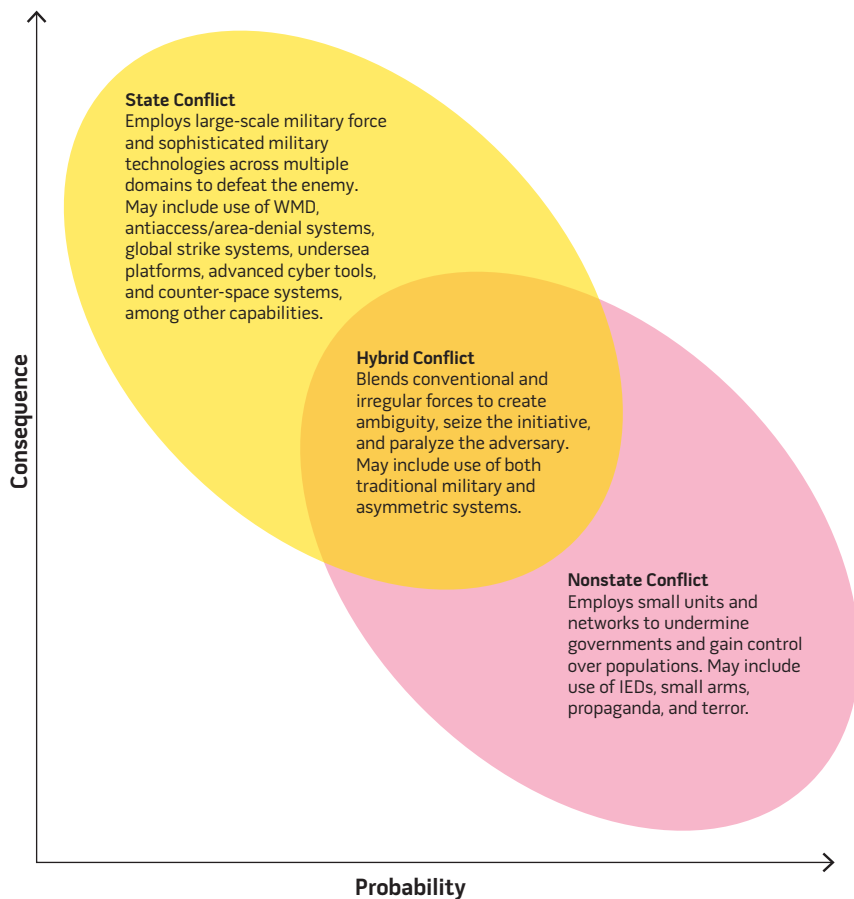 State Conflict
Employs large-scale military force
and sophisticated military
technologies across multiple
domains to defeat the enemy.
May include use of WMD,
antiaccess/area-denial systems,
global strike systems, undersea
platforms, advanced cyber tools,
and counter-space systems,
among other capabilities.
Hybrid Conflict
Blends conventional and
irregular forces to create
ambiguity, seize the initiative,
and paralyze the adversary.
May include use of both
traditional military and
asymmetric systems.
Nonstate Conflict
Employs small units and
networks to undermine
governments and gain control
over populations. May include
use of IEDs, small arms,
propaganda, and terror.
Consequence
Probability